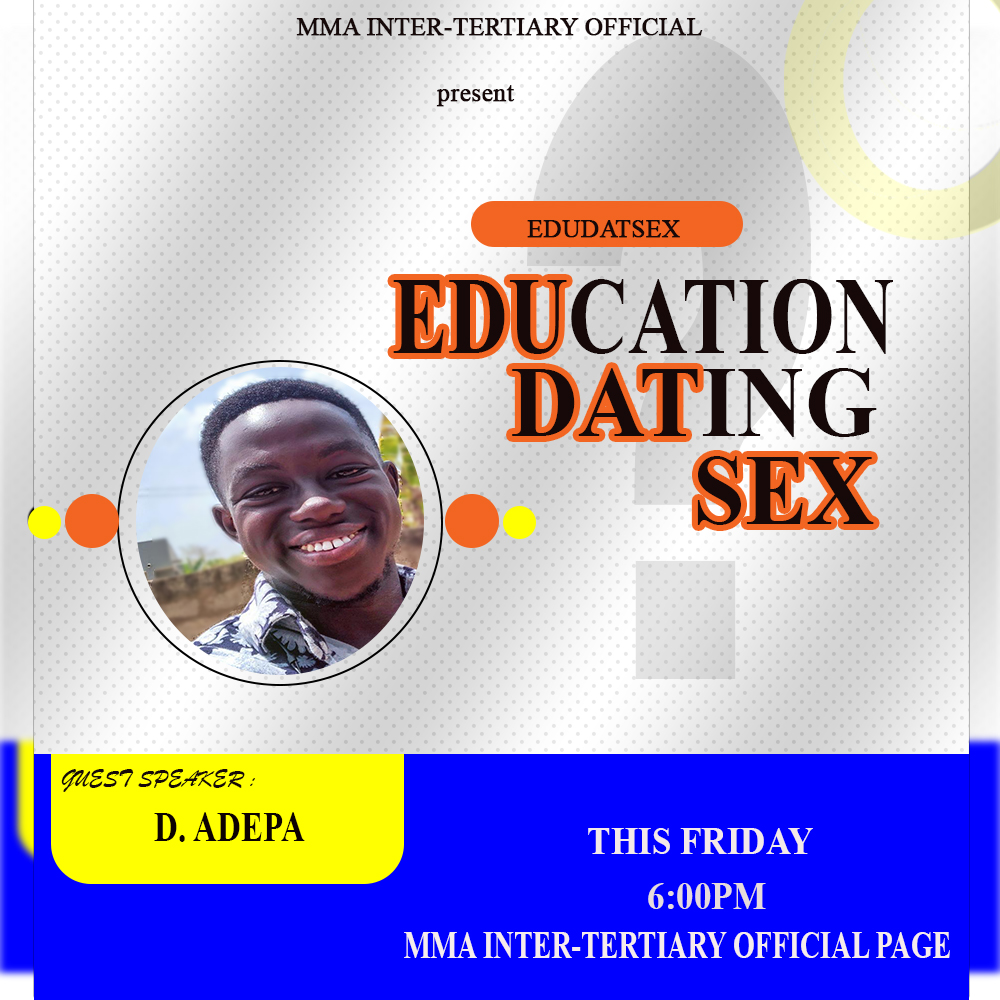 MMA INTER-TERTIARY OFFICIAL
present
EDUDATSEX
EDUCATION
DATING
SEX
GUEST SPEAKER :
D. ADEPA
THIS FRIDAY
6:00PM
MMA INTER-TERTIARY OFFICIAL PAGE